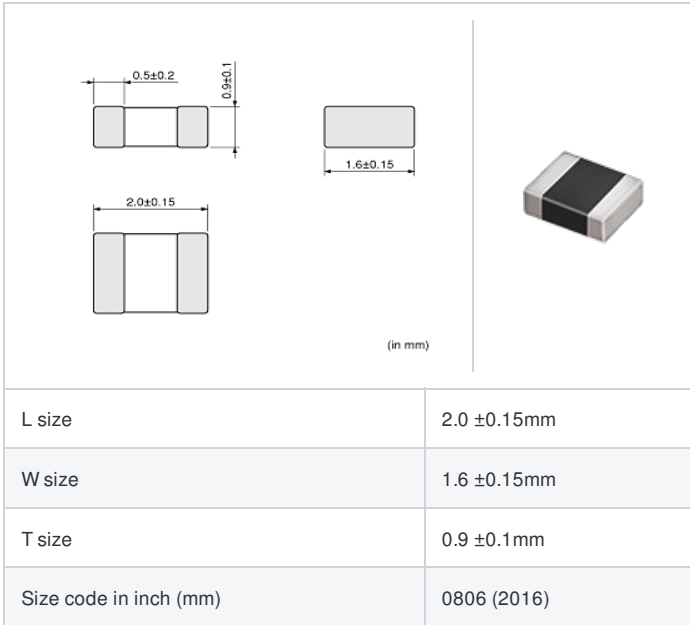 0.5±0.2
0.9±0.1
1.6±0.15
2.0±0.15
(in mm)
L size 2.0 ±0.15mm
W size 1.6 ±0.15mm
T size 0.9 ±0.1mm
Size code in inch (mm) 0806 (2016)